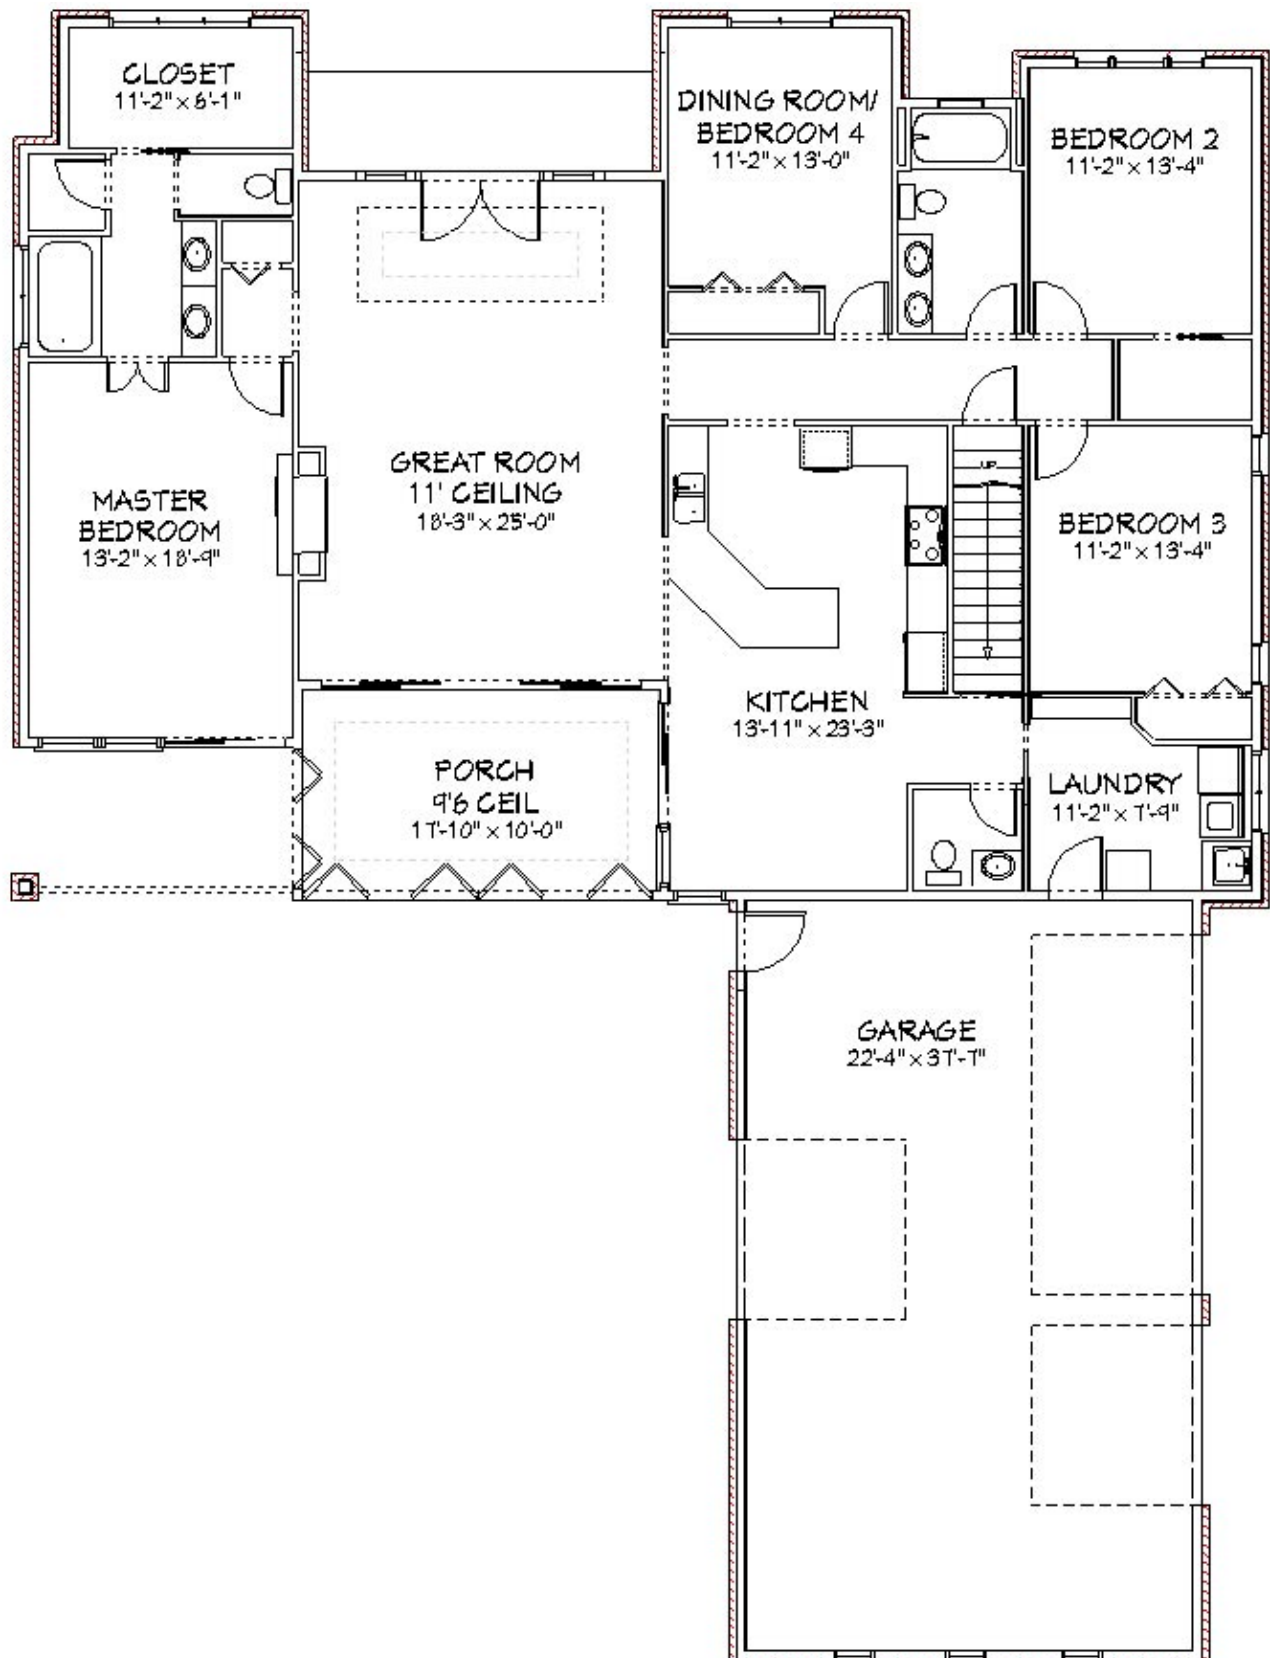 CLOSET
11'-2" x 6'-1"
DINING ROOM/
BEDROOM 4
11'-2" x 13'-0"
BEDROOM 2
11'-2" x 13'-4"
GREAT ROOM
11' CEILING
18'-3" x 25'-0"
MASTER
BEDROOM
13'-2" x 18'-9"
UP
BEDROOM 3
11'-2" x 13'-4"
KITCHEN
13'-11" x 23'-3"
PORCH
9'6 CEIL
17'-10" x 10'-0"
LAUNDRY
11'-2" x 7'-9"
GARAGE
22'-4" x 37'-7"